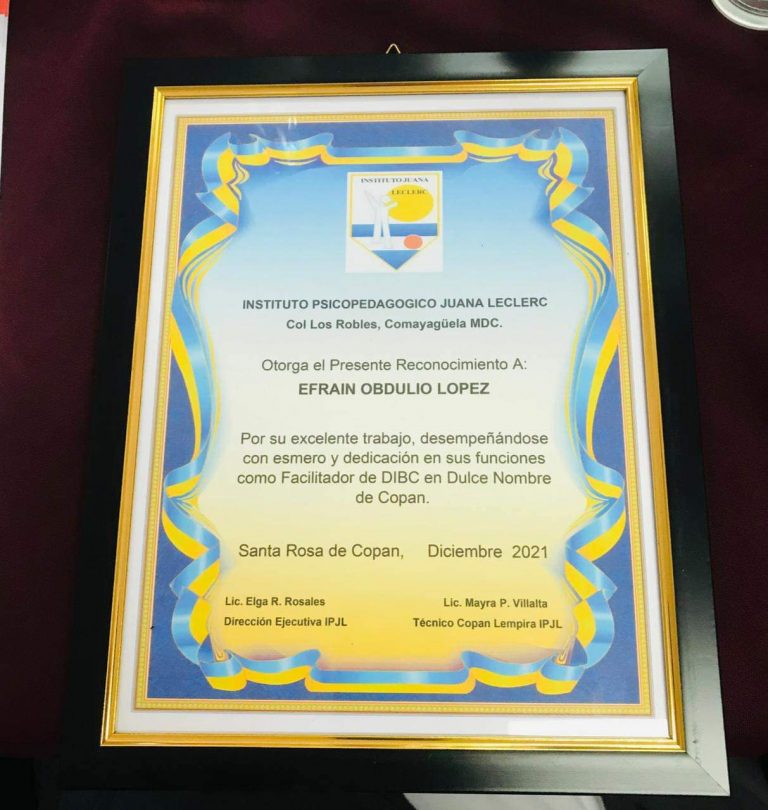 INSTITUTO JUANA
LECLERC
INSTITUTO PSICOPEDAGOGICO JUANA LECLERC
Col Los Robles, Comayagüela MDC.
Otorga el Presente Reconocimiento A:
EFRAIN OBDULIO LOPEZ
Por su excelente trabajo, desempeñándose
con esmero y dedicación en sus funciones
como Facilitador de DIBC en Dulce Nombre
de Copan.
Santa Rosa de Copan, Diciembre 2021
Lic. Elga R. Rosales Lic. Mayra P. Villalta
Dirección Ejecutiva IPJL Técnico Copan Lempira IPJL